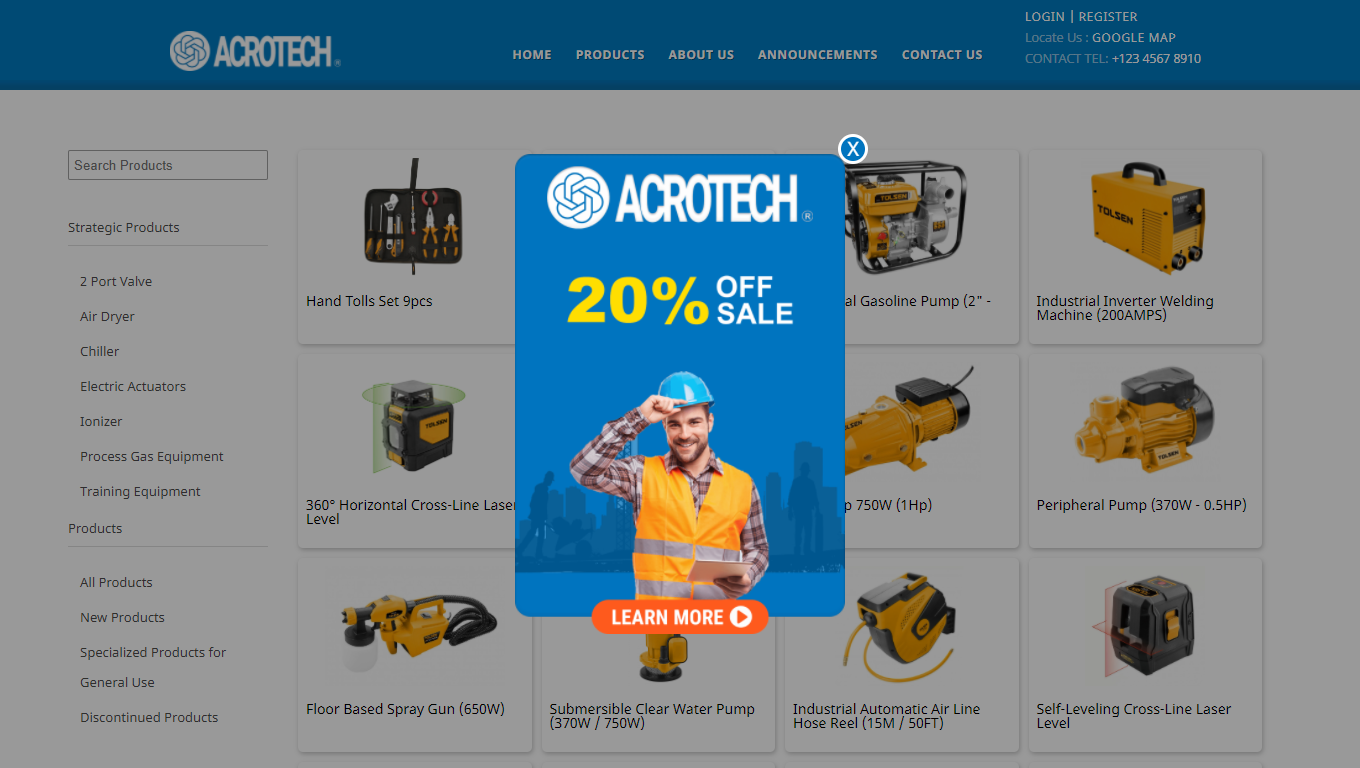 LOGIN | REGISTER
Locate Us : GOOGLE MAP
CONTACT TEL: +123 4567 8910
ACROTECH ®
HOME PRODUCTS ABOUT US ANNOUNCEMENTS CONTACT US
Search Products
Strategic Products
2 Port Valve
Air Dryer
Chiller
Electric Actuators
Ionizer
Process Gas Equipment
Training Equipment
Products
All Products
New Products
Specialized Products for
General Use
Discontinued Products
X
ACROTECH ®
20% OFF
SALE
LEARN MORE
Hand Tolls Set 9pcs
al Gasoline Pump (2" -
TOLSEN
TOLSEN
Industrial Inverter Welding
Machine (200AMPS)
TOLSEN
360° Horizontal Cross-Line Laser
Level
TOLSEN
p 750W (1Hp)
TOLSEN
Peripheral Pump (370W - 0.5HP)
Floor Based Spray Gun (650W)
Submersible Clear Water Pump
(370W / 750W)
Industrial Automatic Air Line
Hose Reel (15M / 50FT)
Self-Leveling Cross-Line Laser
Level